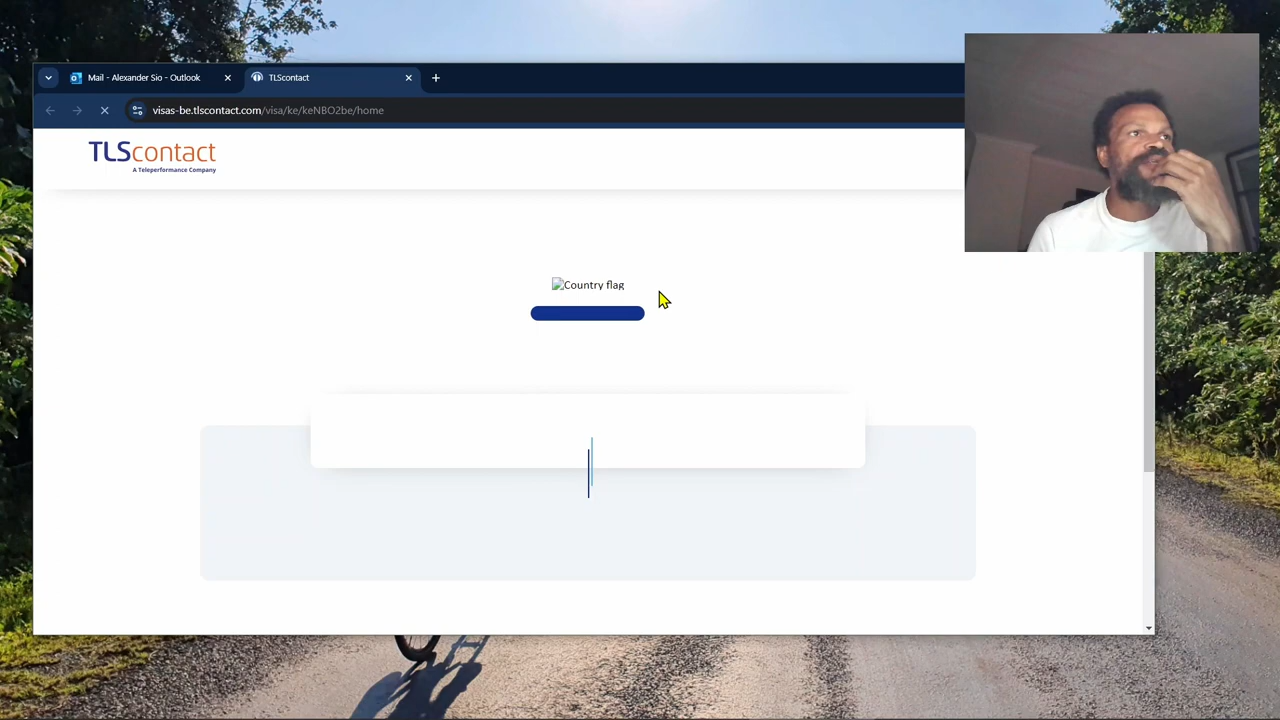 Mail - Alexander Sio - Outlook
TLScontact
visas-be.tlscontact.com/visa/ke/keNBO2be/home
TLScontact
A Teleperformance Company
Country flag